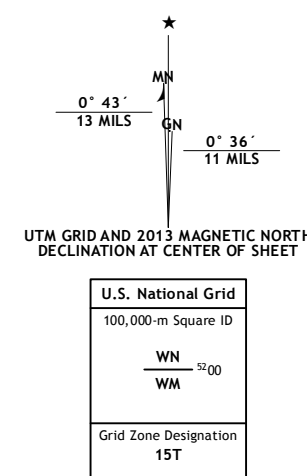 ★
MN
0° 43´
13 MILS
GN
0° 36´
11 MILS
UTM GRID AND 2013 MAGNETIC NORTH
DECLINATION AT CENTER OF SHEET
U.S. National Grid
100,000-m Square ID
WN
5200
WM
Grid Zone Designation
15T